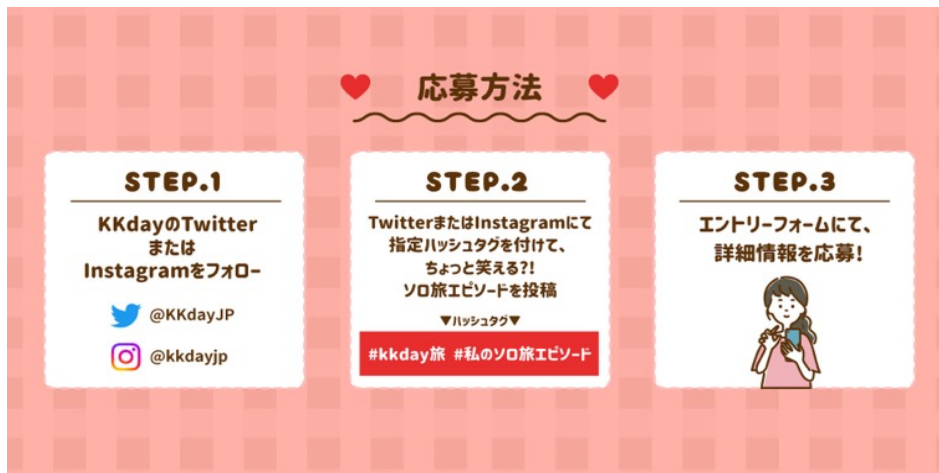 応募方法
STEP.1
KKdayのTwitter
または
Instagramをフォロー
@KKdayJP
@kkdayjp
STEP.2
TwitterまたはInstagramにて
指定ハッシュタグを付けて、
ちょっと笑える?!
ソロ旅エピソードを投稿
▼ハッシュタグ▼
#kkday旅 #私のソロ旅エピソード
STEP.3
エントリーフォームにて、
詳細情報を応募!